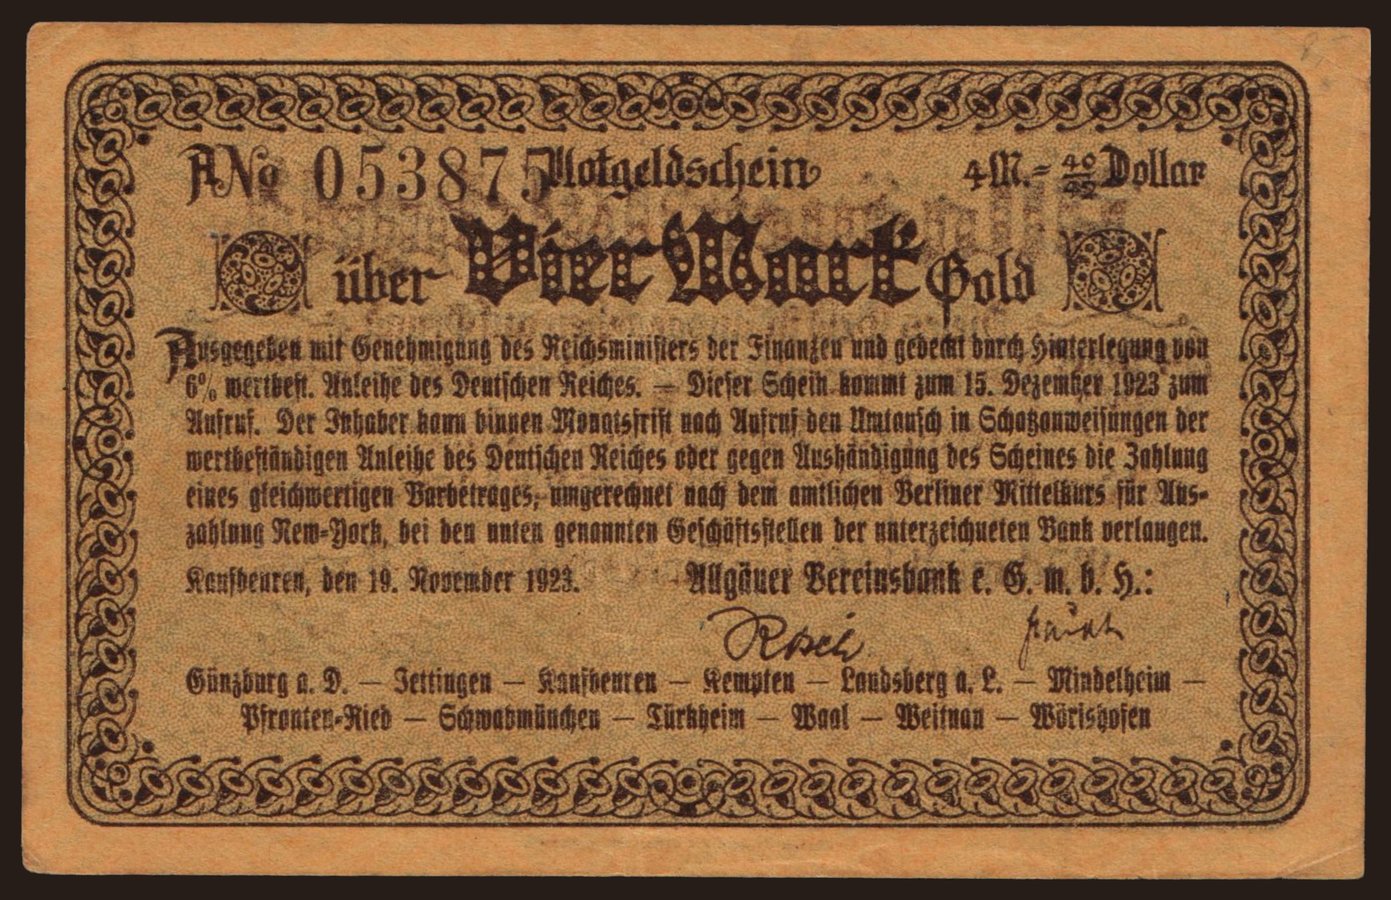 A No 053875 Notgeldschein 4 M. = 40/42 Dollar
über Vier Mark Gold
Ausgegeben mit Genehmigung des Reichsministers der Finanzen und gedeckt durch Hinterlegung von
6% wertbest. Anleihe des Deutschen Reiches. — Dieser Schein kommt zum 15. Dezember 1923 zum
Aufruf. Der Inhaber kann binnen Monatsfrist nach Aufruf den Umtausch in Schatzanweisungen der
wertbeständigen Anleihe des Deutschen Reiches oder gegen Aushändigung des Scheines die Zahlung
eines gleichwertigen Barbetrages, umgerechnet nach dem amtlichen Berliner Mittelkurs für Aus-
zahlung New-York, bei den unten genannten Geschäftsstellen der unterzeichneten Bank verlangen.
Kaufbeuren, den 19. November 1923. Allgäuer Vereinsbank e. G. m. b. H.:
Günzburg a. D. — Jettingen — Kaufbeuren — Kempten — Landsberg a. L. — Mindelheim —
Pfronten-Ried — Schwabmünchen — Türkheim — Waal — Weitnau — Wörishofen